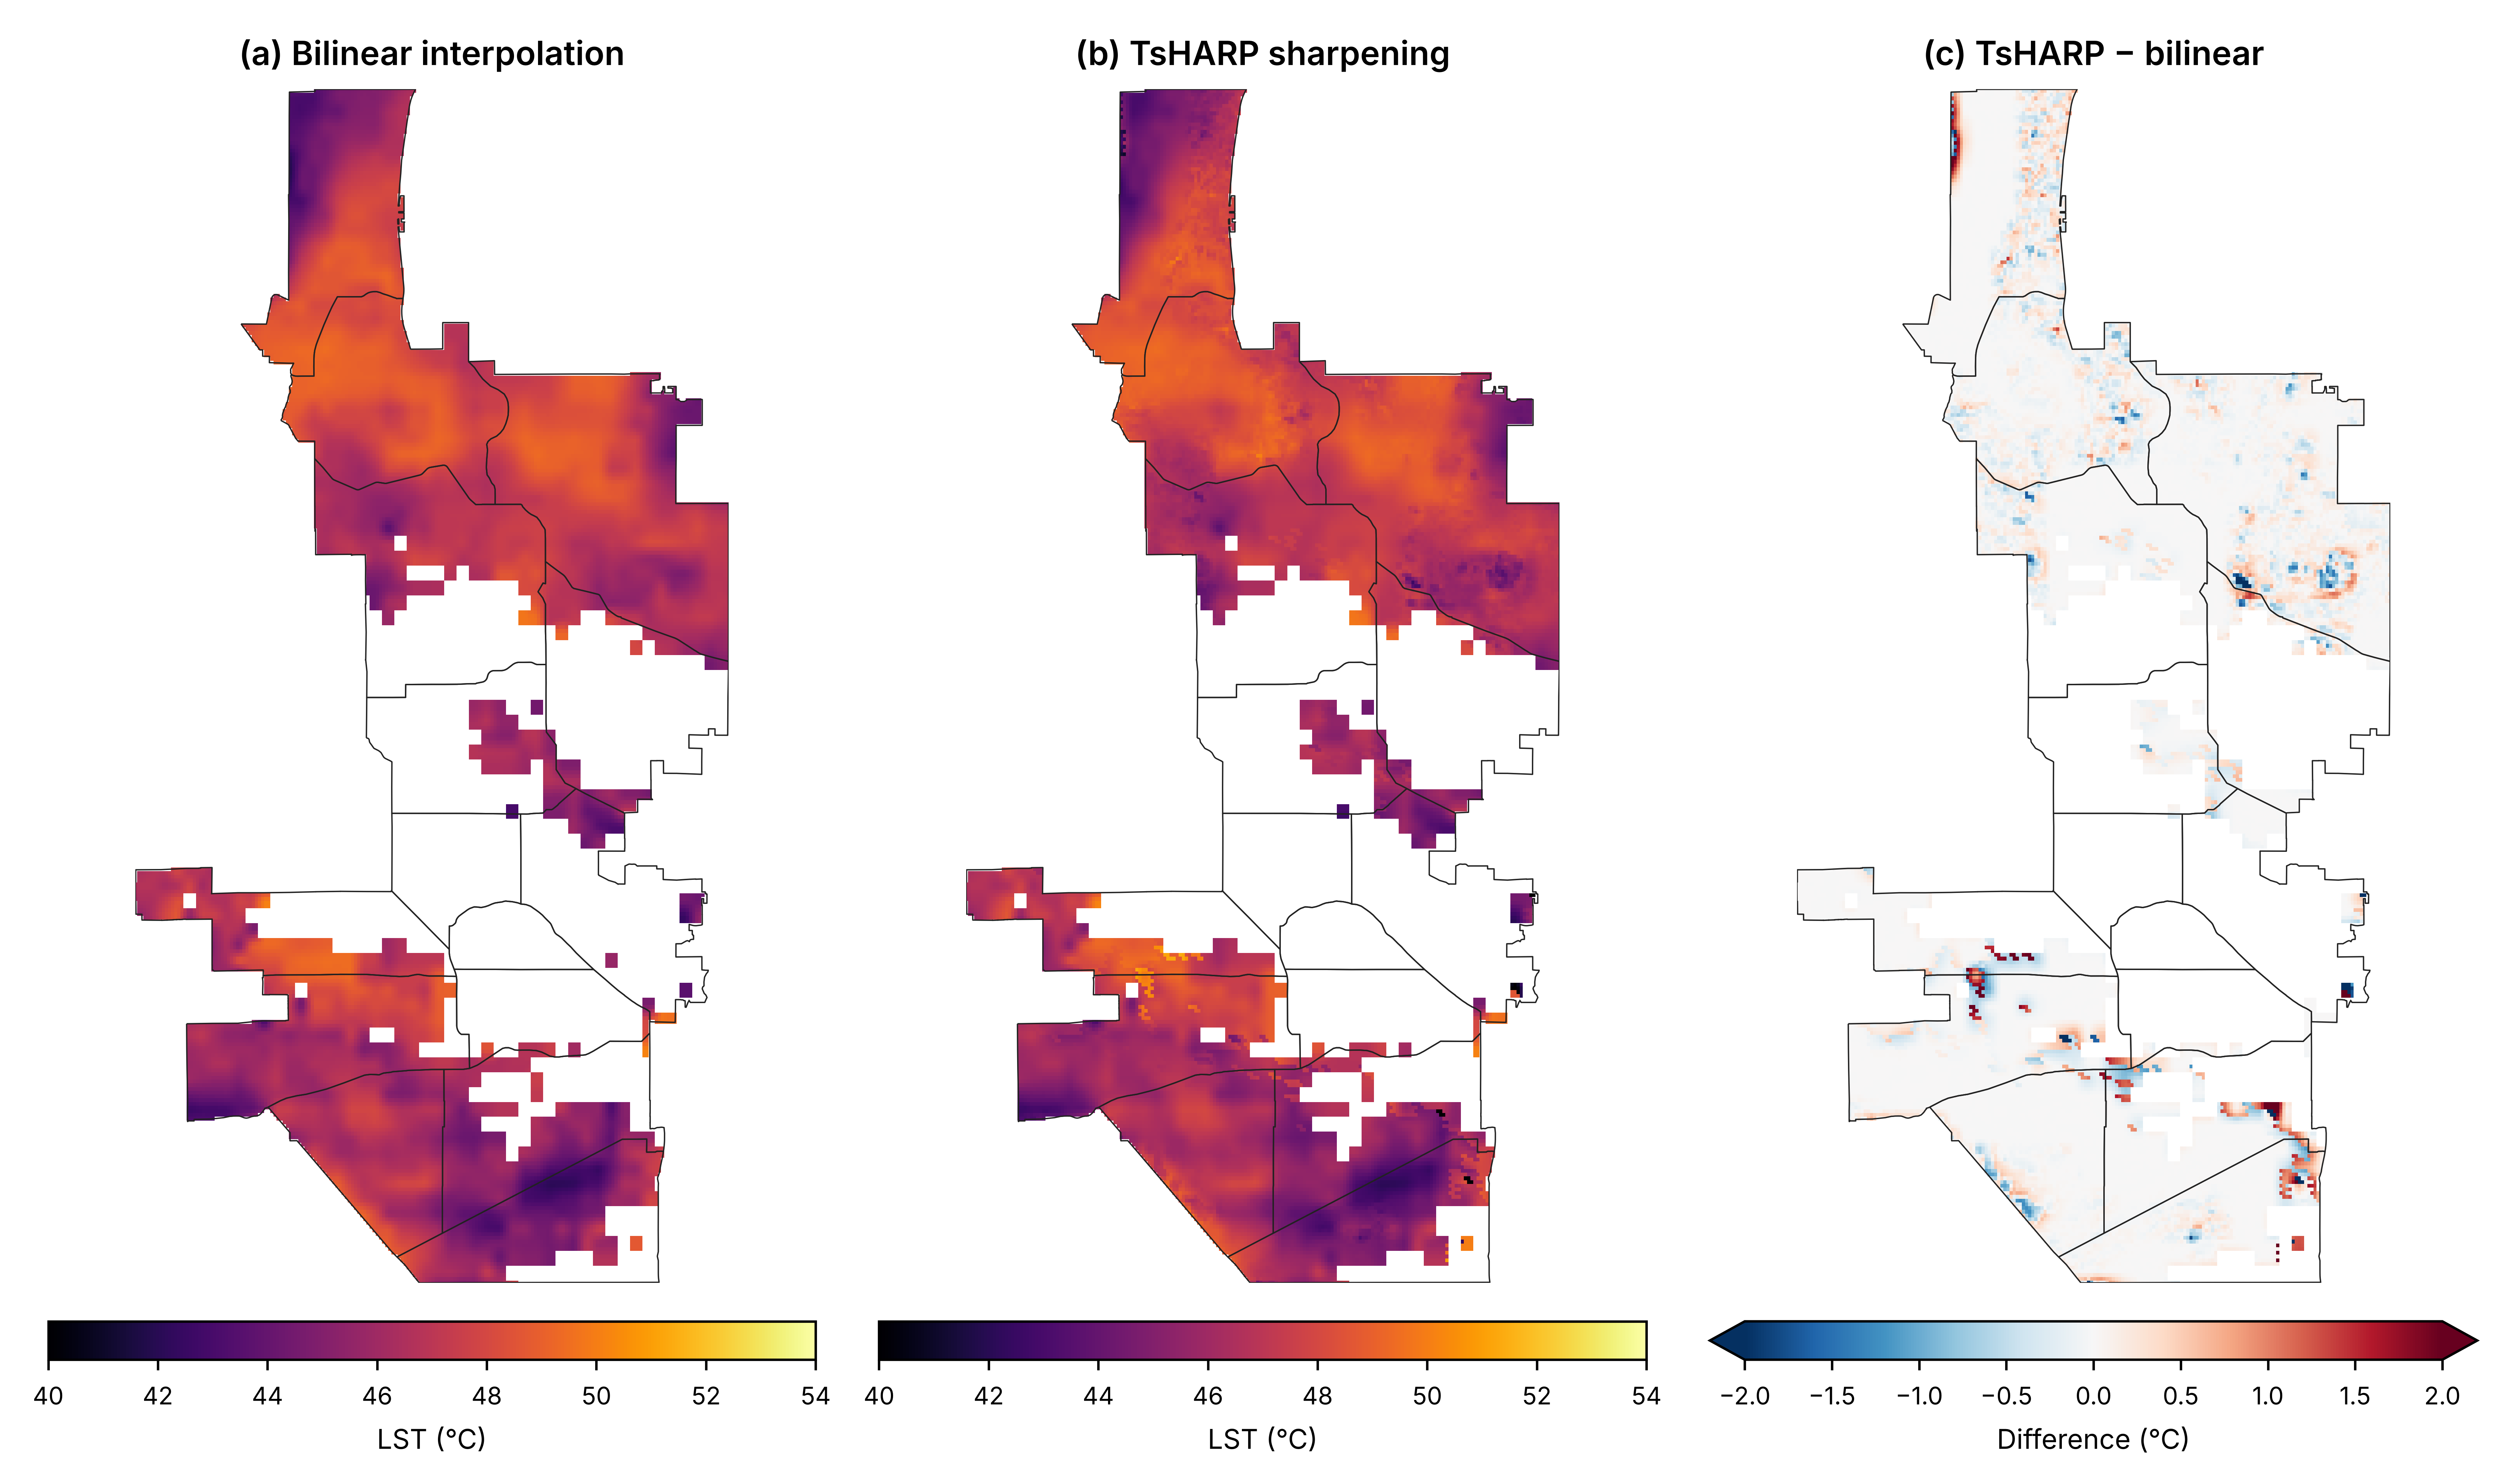 (a) Bilinear interpolation
(b) TsHARP sharpening
(c) TsHARP − bilinear
40 42 44 46 48 50 52 54
LST (°C)
40 42 44 46 48 50 52 54
LST (°C)
−2.0 −1.5 −1.0 −0.5 0.0 0.5 1.0 1.5 2.0
Difference (°C)